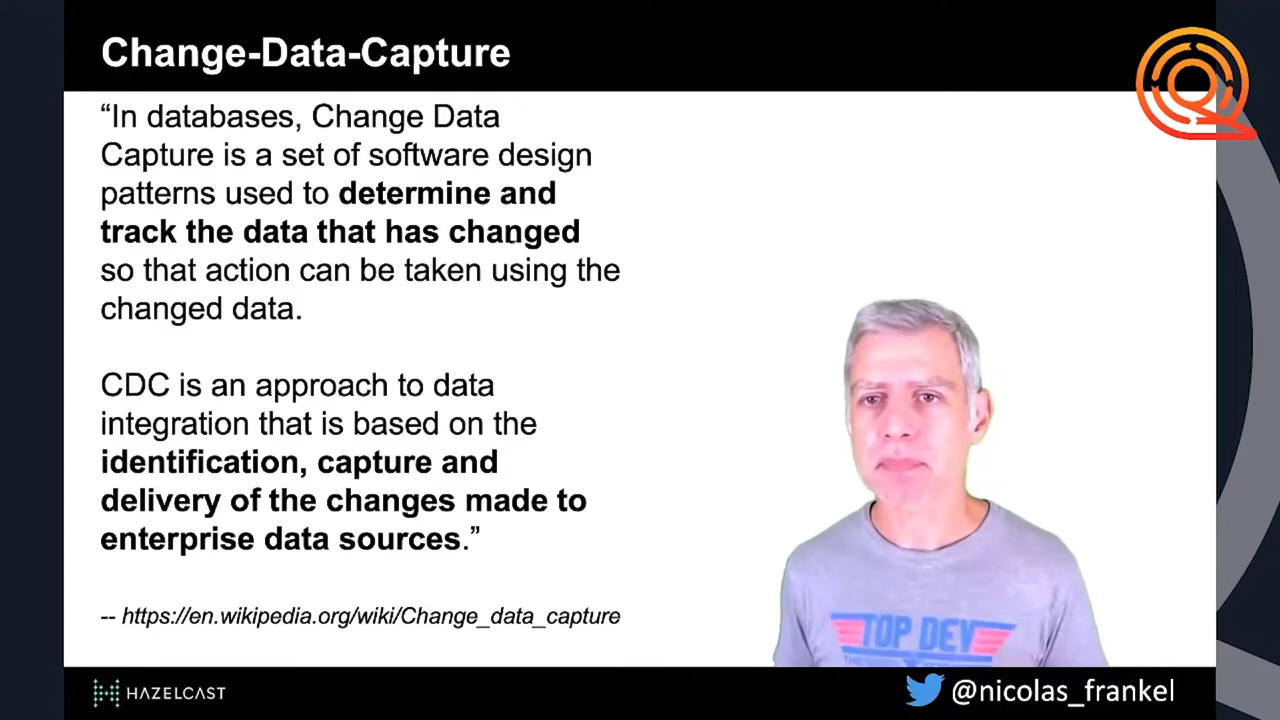 Change-Data-Capture
“In databases, Change Data
Capture is a set of software design
patterns used to determine and
track the data that has changed
so that action can be taken using the
changed data.
CDC is an approach to data
integration that is based on the
identification, capture and
delivery of the changes made to
enterprise data sources.”
-- https://en.wikipedia.org/wiki/Change_data_capture
TOP DEV
HAZELCAST
@nicolas_frankel